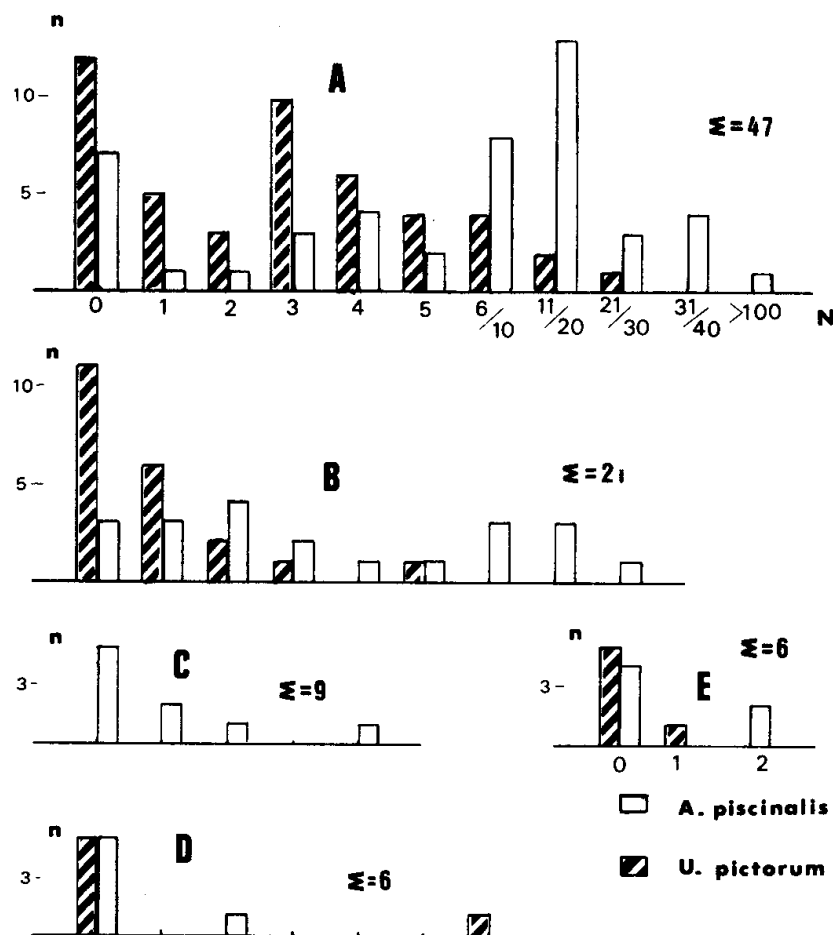 n
10
A
Σ=47
5
0 1 2 3 4 5 6/10 11/20 21/30 31/40 >100 N
n
10
B
Σ=21
5
n
C
3
Σ=9
n
Σ=6
3
E
0 1 2
A. piscinalis
n
D
U. pictorum
3
Σ=6